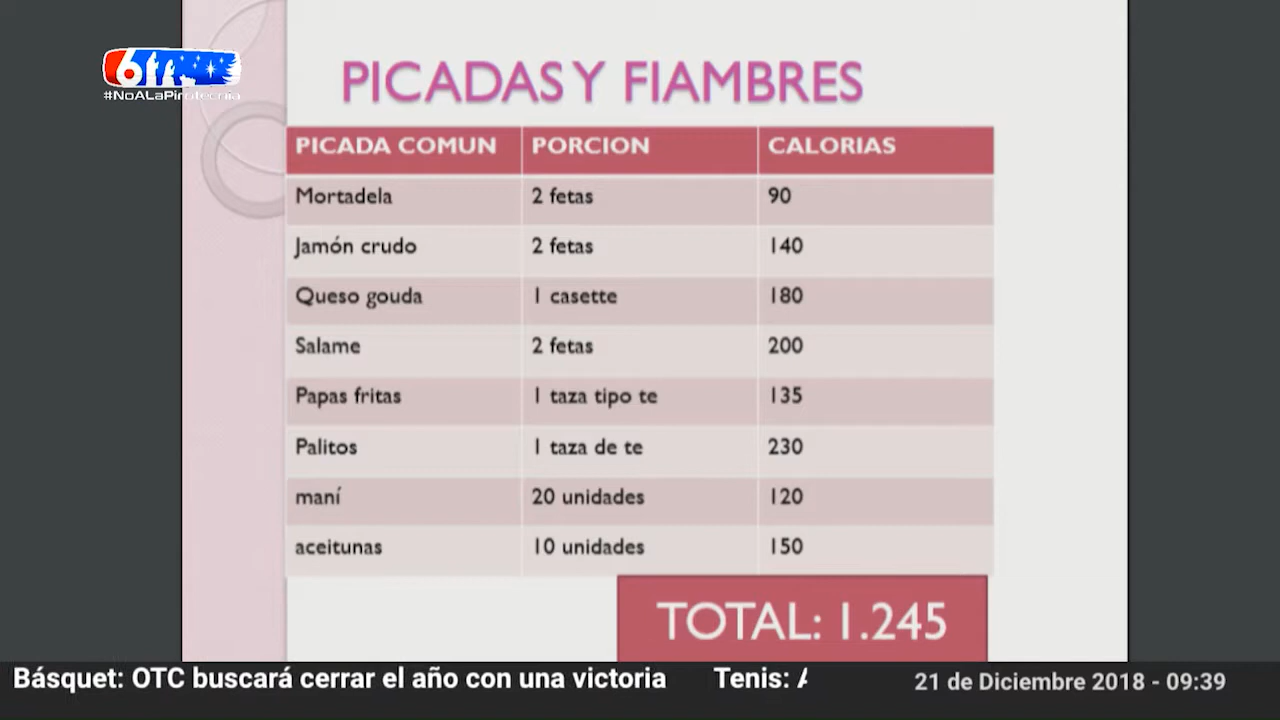 #NoALaPirotecnia
PICADAS Y FIAMBRES
PICADA COMUN PORCION CALORIAS
Mortadela 2 fetas 90
Jamón crudo 2 fetas 140
Queso gouda 1 casette 180
Salame 2 fetas 200
Papas fritas 1 taza tipo te 135
Palitos 1 taza de te 230
maní 20 unidades 120
aceitunas 10 unidades 150
TOTAL: 1.245
Básquet: OTC buscará cerrar el año con una victoria Tenis:
21 de Diciembre 2018 - 09:39